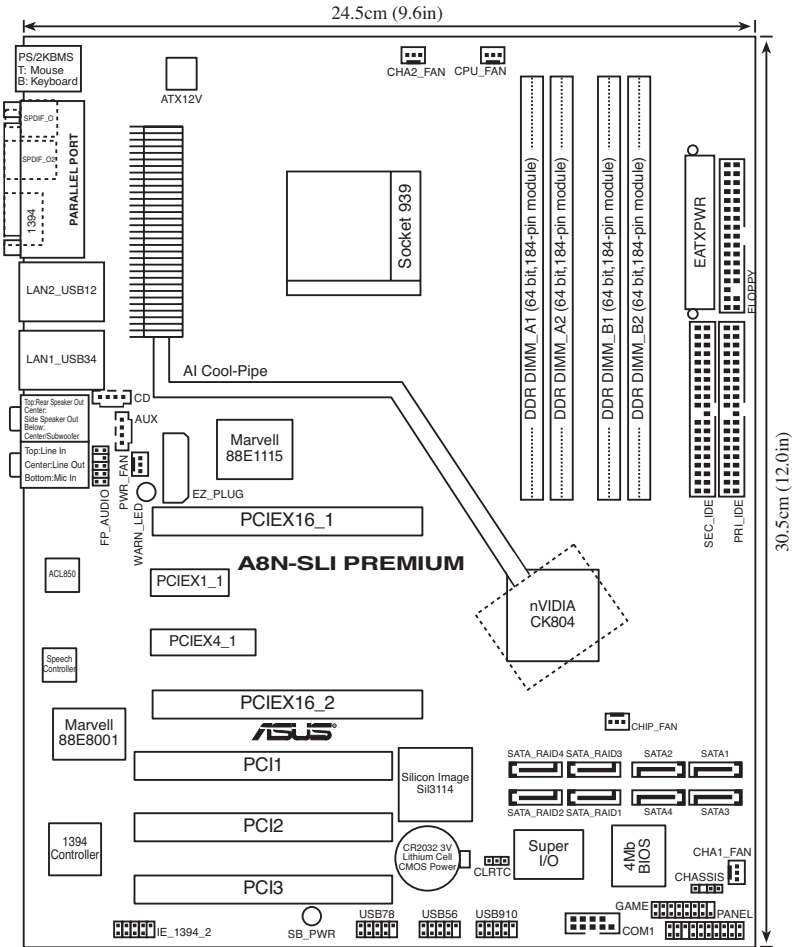 24.5cm (9.6in)
PS/2KBMS
T: Mouse
B: Keyboard
ATX12V
CHA2_FAN
CPU_FAN
SPDIF_O
SPDIF_O2
1394
PARALLEL PORT
Socket 939
DDR DIMM_A1 (64 bit,184-pin module)
DDR DIMM_A2 (64 bit,184-pin module)
DDR DIMM_B1 (64 bit,184-pin module)
DDR DIMM_B2 (64 bit,184-pin module)
EATXPWR
FLOPPY
LAN2_USB12
LAN1_USB34
AI Cool-Pipe
CD
AUX
Top:Rear Speaker Out
Center:
Side Speaker Out
Below:
Center/Subwoofer
Top:Line In
Center:Line Out
Bottom:Mic In
FP_AUDIO
PWR_FAN
WARN_LED
EZ_PLUG
Marvell
88E1115
SEC_IDE
PRI_IDE
30.5cm (12.0in)
PCIEX16_1
A8N-SLI PREMIUM
ACL850
PCIEX1_1
nVIDIA
CK804
PCIEX4_1
Speech
Controller
PCIEX16_2
ASUS
Marvell
88E8001
CHIP_FAN
PCI1
Silicon Image
SiI3114
SATA_RAID4
SATA_RAID3
SATA2
SATA1
SATA_RAID2
SATA_RAID1
SATA4
SATA3
PCI2
1394
Controller
CR2032 3V
Lithium Cell
CMOS Power
CLRTC
Super
I/O
4Mb
BIOS
CHA1_FAN
CHASSIS
PCI3
IE_1394_2
SB_PWR
USB78
USB56
USB910
COM1
GAME
PANEL